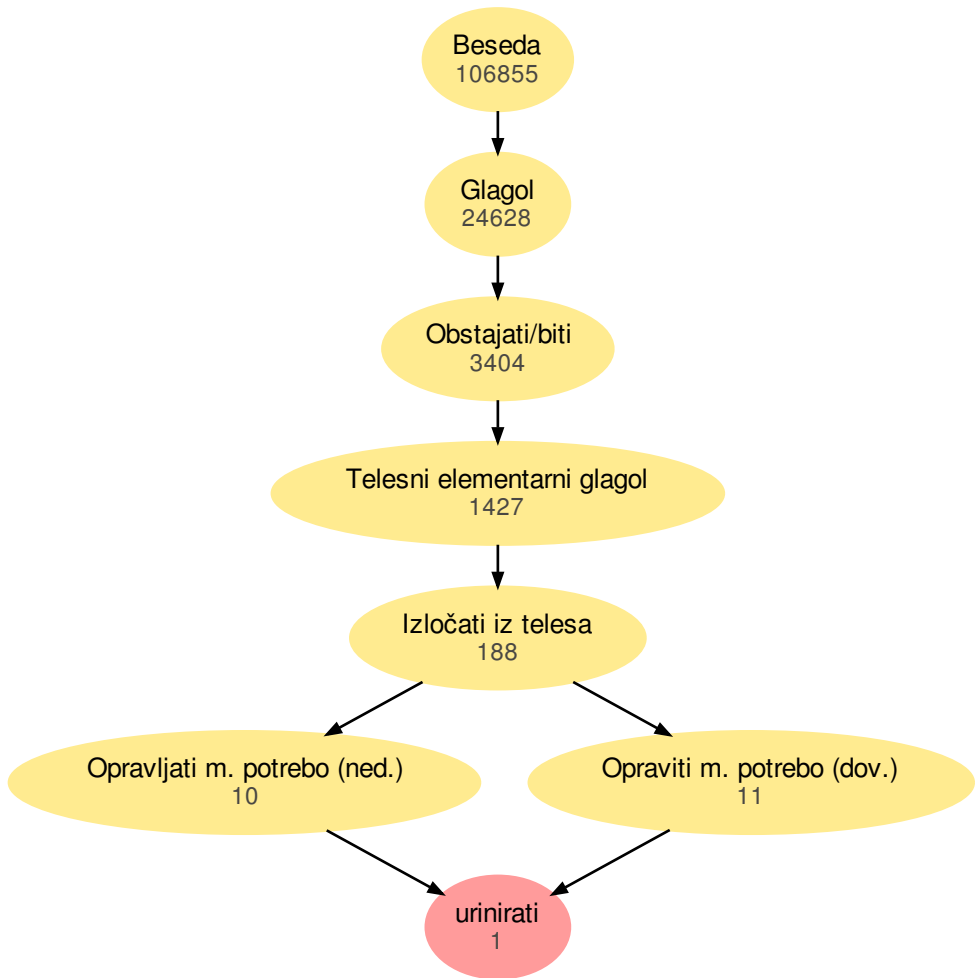 Beseda
106855
Glagol
24628
Obstajati/biti
3404
Telesni elementarni glagol
1427
Izločati iz telesa
188
Opravljati m. potrebo (ned.)
10
Opraviti m. potrebo (dov.)
11
urinirati
1